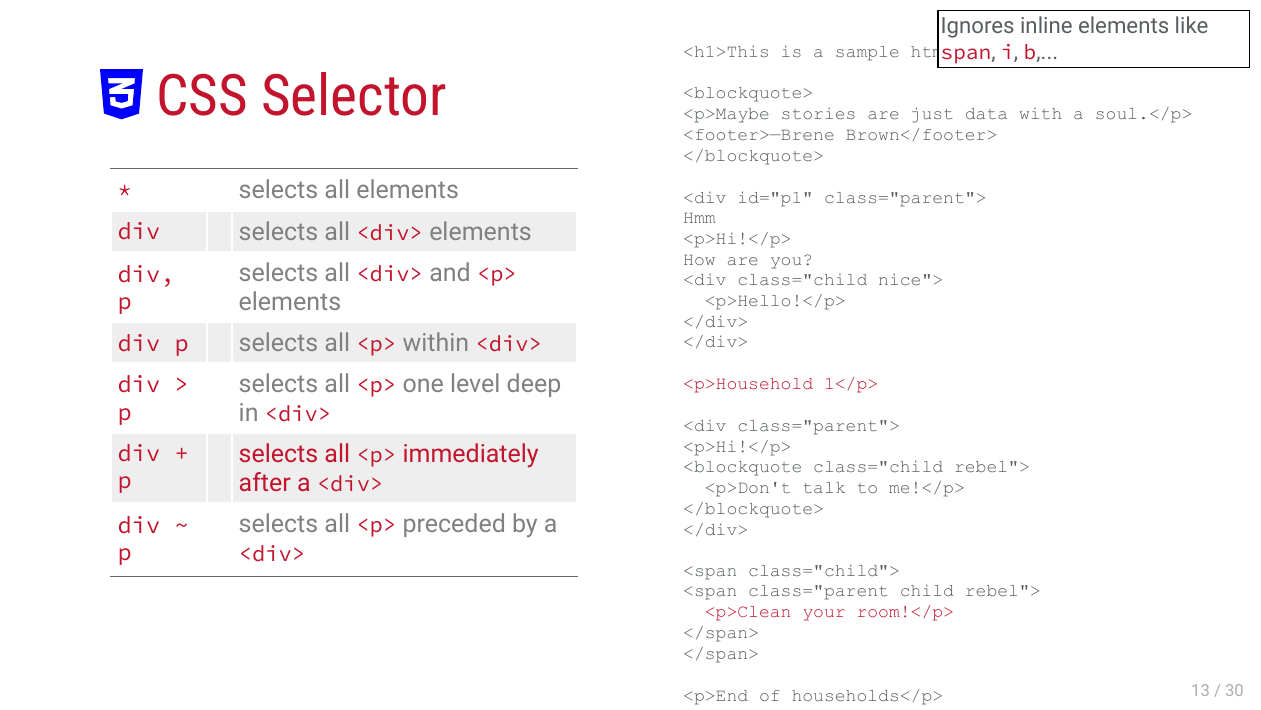 CSS Selector
* selects all elements
div selects all <div> elements
div, selects all <div> and <p>
p elements
div p selects all <p> within <div>
div > selects all <p> one level deep
p in <div>
div + selects all <p> immediately
p after a <div>
div ~ selects all <p> preceded by a
p <div>
Ignores inline elements like
span, i, b,...
<h1>This is a sample
<blockquote>
<p>Maybe stories are just data with a soul.</p>
<footer>—Brene Brown</footer>
</blockquote>
<div id="p1" class="parent">
Hmm
<p>Hi!</p>
How are you?
<div class="child nice">
<p>Hello!</p>
</div>
</div>
<p>Household 1</p>
<div class="parent">
<p>Hi!</p>
<blockquote class="child rebel">
<p>Don't talk to me!</p>
</blockquote>
</div>
<span class="child">
<span class="parent child rebel">
<p>Clean your room!</p>
</span>
</span>
<p>End of households</p>
13 / 30